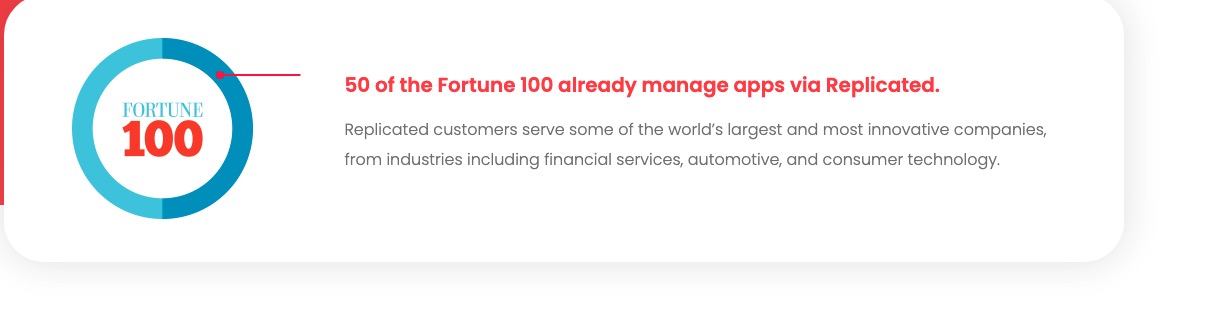 FORTUNE
100
50 of the Fortune 100 already manage apps via Replicated.
Replicated customers serve some of the world’s largest and most innovative companies,
from industries including financial services, automotive, and consumer technology.